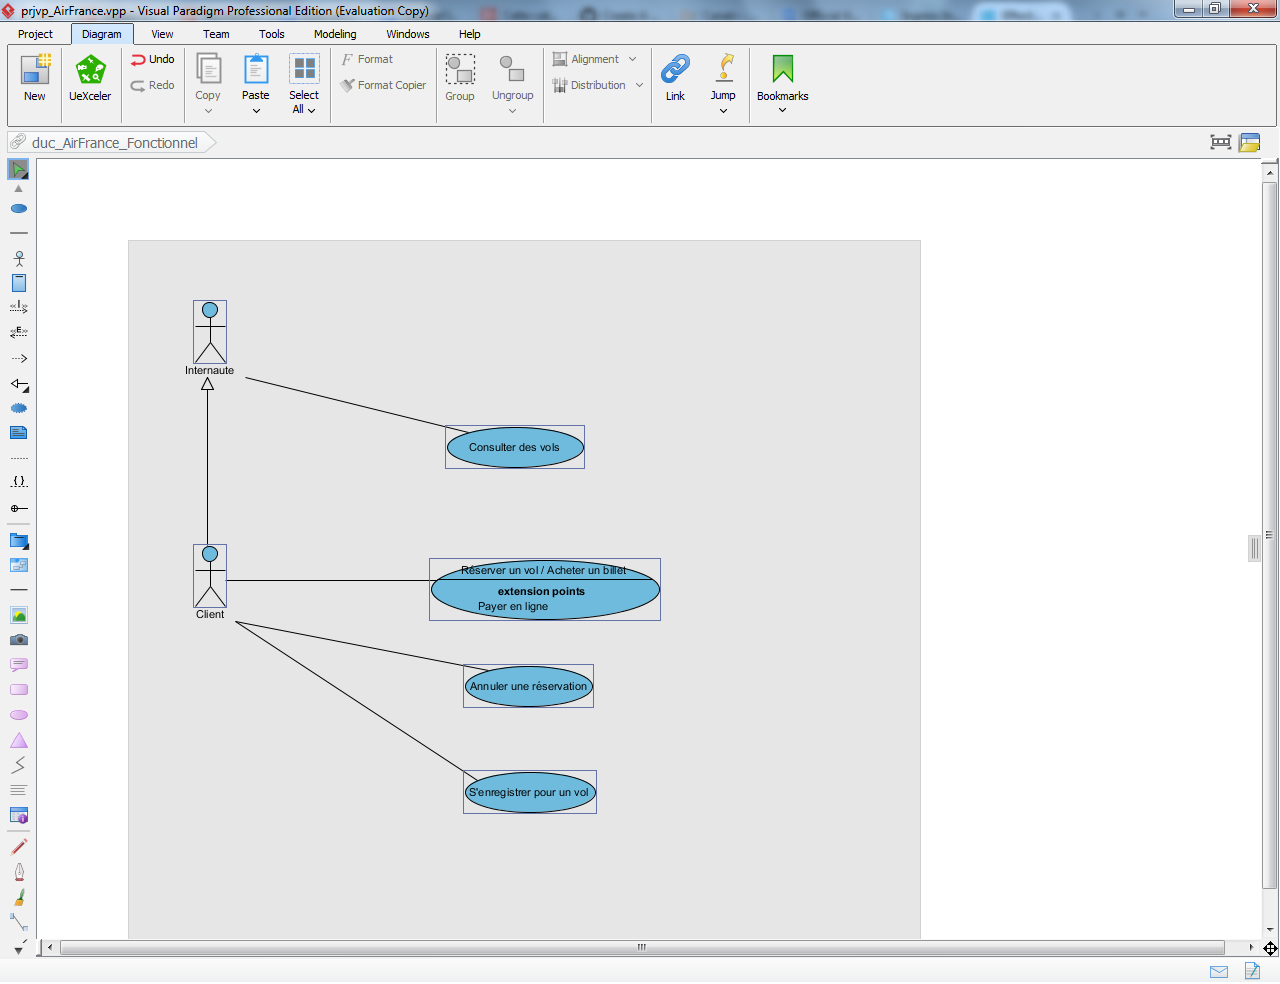 prjvp_AirFrance.vpp - Visual Paradigm Professional Edition (Evaluation Copy)
Project Diagram View Team Tools Modeling Windows Help
New
UeXceler
Undo
Redo
Copy
Paste
Select All
Format
Format Copier
Group
Ungroup
Alignment
Distribution
Link
Jump
Bookmarks
duc_AirFrance_Fonctionnel
Internaute
Consulter des vols
Client
Réserver un vol / Acheter un billet
extension points
Payer en ligne
Annuler une réservation
S'enregistrer pour un vol